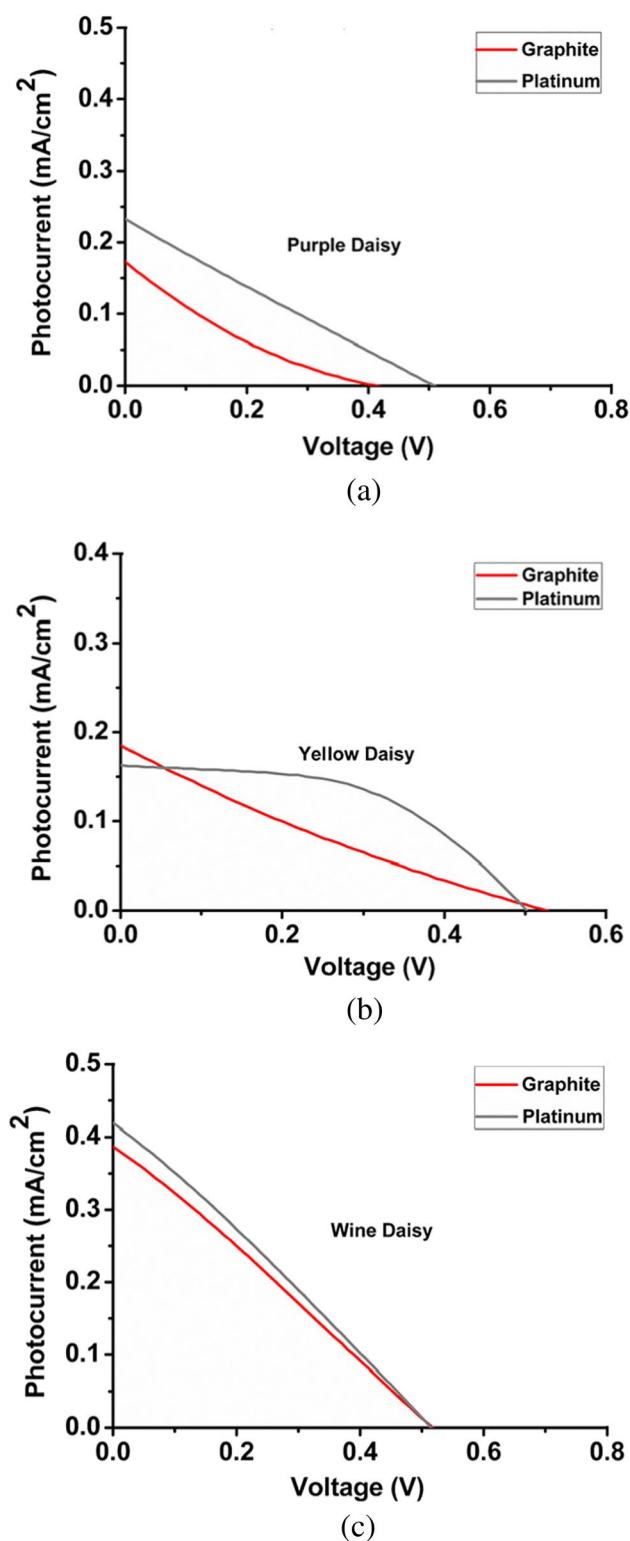 0.5
0.4
0.3
0.2
0.1
0.0
Photocurrent (mA/cm2)
Graphite
Platinum
Purple Daisy
0.0 0.2 0.4 0.6 0.8
Voltage (V)
(a)
0.4
0.3
0.2
0.1
0.0
Photocurrent (mA/cm2)
Graphite
Platinum
Yellow Daisy
0.0 0.2 0.4 0.6
Voltage (V)
(b)
0.5
0.4
0.3
0.2
0.1
0.0
Photocurrent (mA/cm2)
Graphite
Platinum
Wine Daisy
0.2 0.4 0.6 0.8
Voltage (V)
(c)